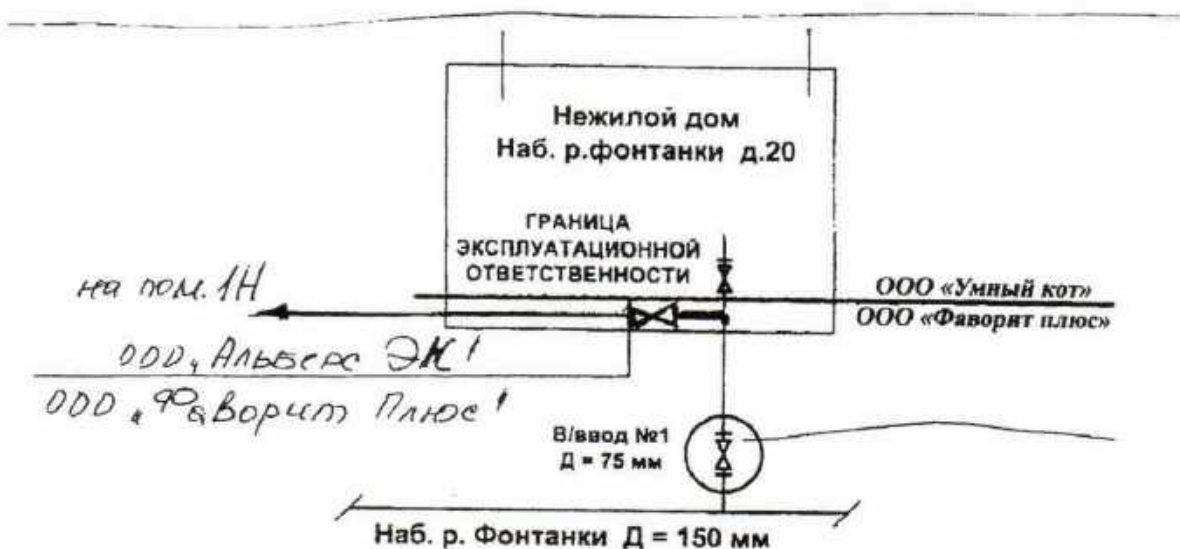 Нежилой дом
Наб. р.фонтанки д.20
ГРАНИЦА
ЭКСПЛУАТАЦИОННОЙ
ОТВЕТСТВЕННОСТИ
на пом. 1Н
ООО «Умный кот»
ООО «Фаворит плюс»
ООО „Альберс ЭК"
ООО „Фаворит Плюс"
В/ввод №1
Д = 75 мм
Наб. р. Фонтанки Д = 150 мм